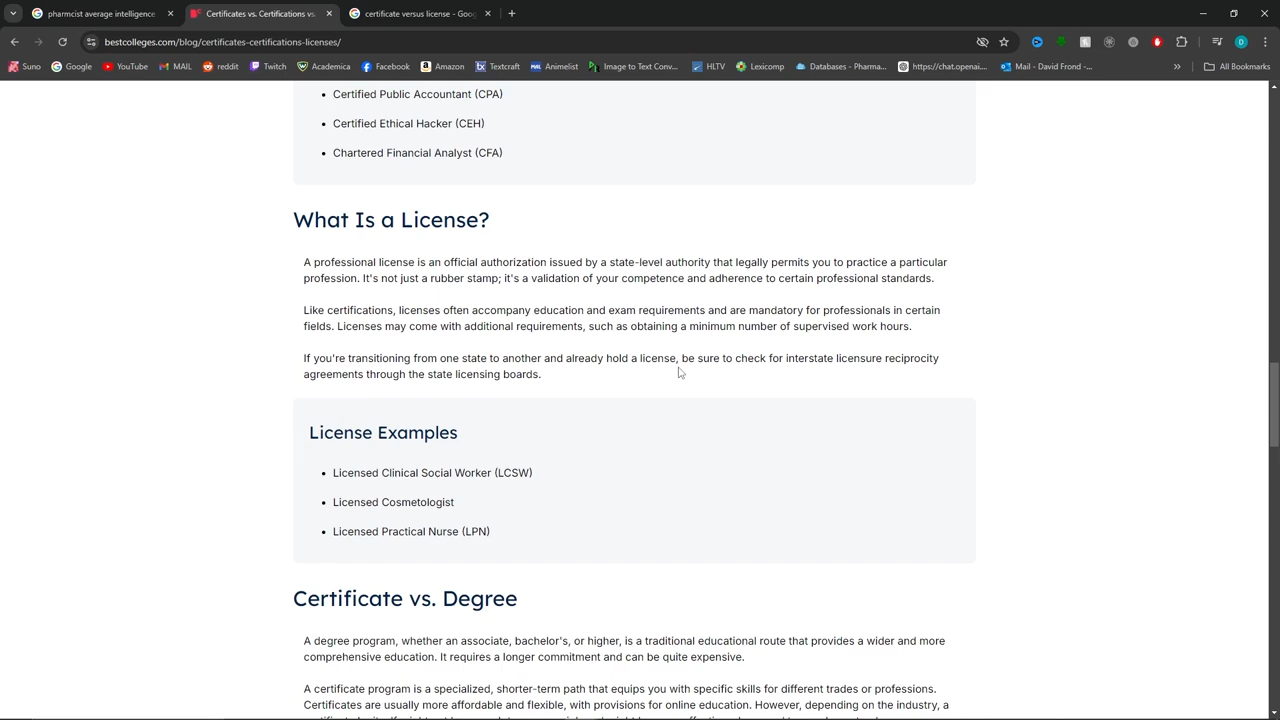 pharmcist average intelligence
Certificates vs. Certifications vs.
certificate versus license - Goog
bestcolleges.com/blog/certificates-certifications-licenses/
Suno
Google
YouTube
MAIL
reddit
Twitch
Academica
Facebook
Amazon
Textcraft
Animelist
Image to Text Conv...
HLTV
Lexicomp
Databases - Pharma...
https://chat.openai....
Mail - David Frond -...
»
All Bookmarks
• Certified Public Accountant (CPA)
• Certified Ethical Hacker (CEH)
• Chartered Financial Analyst (CFA)
What Is a License?
A professional license is an official authorization issued by a state-level authority that legally permits you to practice a particular
profession. It's not just a rubber stamp; it's a validation of your competence and adherence to certain professional standards.
Like certifications, licenses often accompany education and exam requirements and are mandatory for professionals in certain
fields. Licenses may come with additional requirements, such as obtaining a minimum number of supervised work hours.
If you're transitioning from one state to another and already hold a license, be sure to check for interstate licensure reciprocity
agreements through the state licensing boards.
License Examples
• Licensed Clinical Social Worker (LCSW)
• Licensed Cosmetologist
• Licensed Practical Nurse (LPN)
Certificate vs. Degree
A degree program, whether an associate, bachelor's, or higher, is a traditional educational route that provides a wider and more
comprehensive education. It requires a longer commitment and can be quite expensive.
A certificate program is a specialized, shorter-term path that equips you with specific skills for different trades or professions.
Certificates are usually more affordable and flexible, with provisions for online education. However, depending on the industry, a